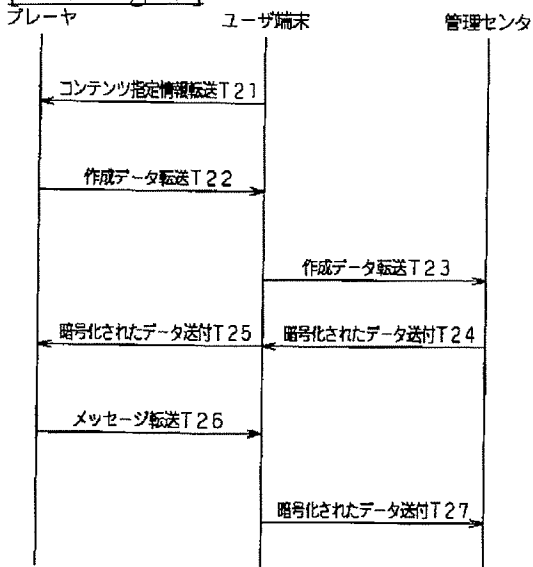 プレーヤ ユーザ端末 管理センタ
コンテンツ指定情報転送T21
作成データ転送T22
作成データ転送T23
暗号化されたデータ送付T25 暗号化されたデータ送付T24
メッセージ転送T26
暗号化されたデータ送付T27